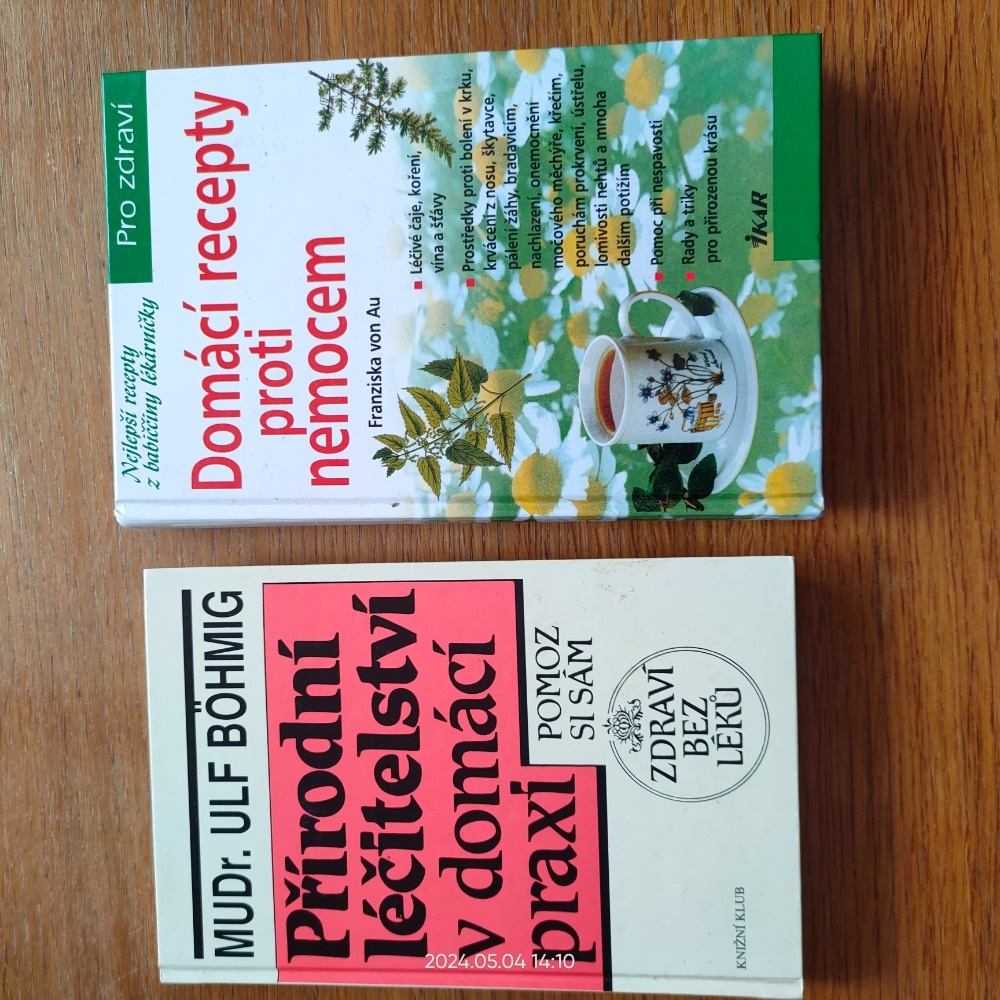 MUDr. ULF BÖHMIG
Přírodní
léčitelství
v domácí
praxi
POMOZ
SI SÁM
ZDRAVÍ
BEZ
LÉKŮ
KNIŽNÍ KLUB
Nejlepší recepty
z babiččiny lékárničky
Pro zdraví
Domácí recepty
proti
nemocem
Franziska von Au
Léčivé čaje, koření,
vína a šťávy
Prostředky proti bolení v krku,
krvácení z nosu, škytavce,
pálení žáhy, bradavicím,
nachlazení, onemocnění
močového měchýře, křečím,
poruchám prokrvení, ústřelu,
lomivosti nehtů a mnoha
dalším potížím
Pomoc při nespavosti
Rady a triky
pro přirozenou krásu
IKAR
2024.05.04 14:10